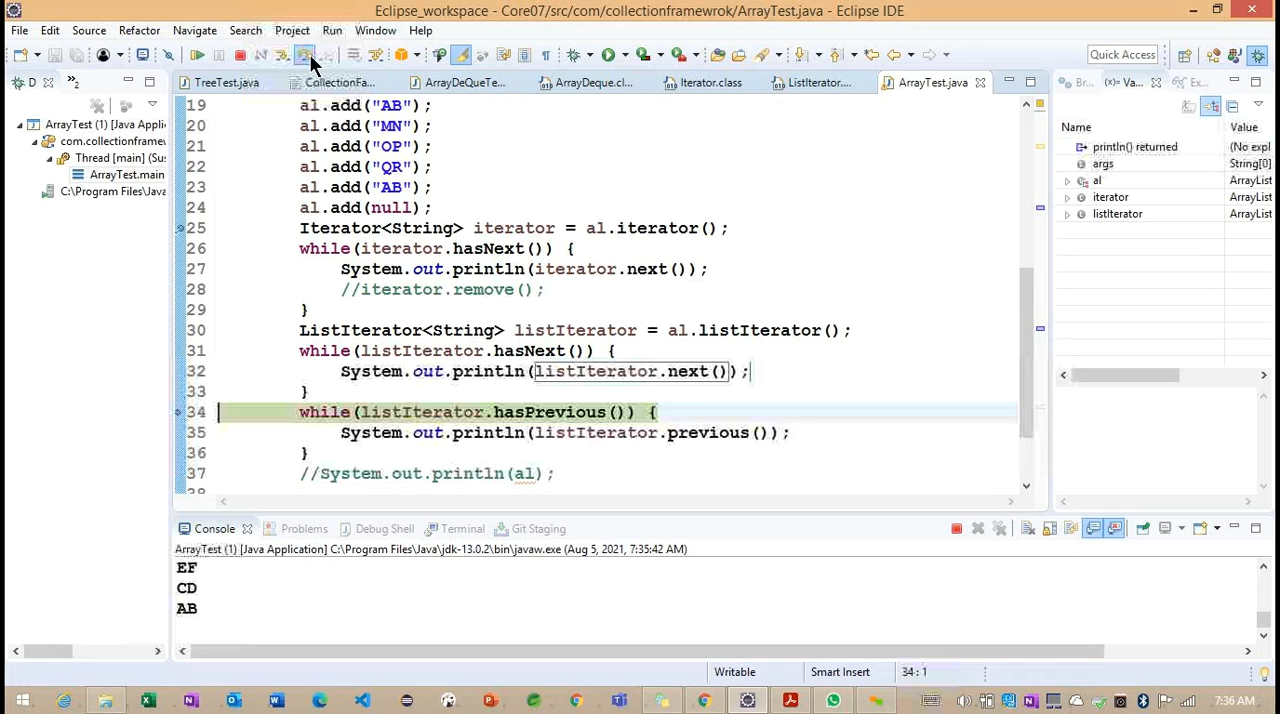 Eclipse_workspace - Core07/src/com/collectionframewrok/ArrayTest.java - Eclipse IDE
File Edit Source Refactor Navigate Search Project Run Window Help
Quick Access
D
2
TreeTest.java
CollectionFa...
ArrayDeQueTe...
ArrayDeque.cl...
Iterator.class
ListIterator....
ArrayTest.java
Br...
Va...
Ex...
ArrayTest (1) [Java Appli
com.collectionframew
Thread [main] (Sus
ArrayTest.main
C:\Program Files\Java
19 al.add("AB");
20 al.add("MN");
21 al.add("OP");
22 al.add("QR");
23 al.add("AB");
24 al.add(null);
25 Iterator<String> iterator = al.iterator();
26 while(iterator.hasNext()) {
27 System.out.println(iterator.next());
28 //iterator.remove();
29 }
30 ListIterator<String> listIterator = al.listIterator();
31 while(listIterator.hasNext()) {
32 System.out.println(listIterator.next());
33 }
34 while(listIterator.hasPrevious()) {
35 System.out.println(listIterator.previous());
36 }
37 //System.out.println(al);
38
Name Value
println() returned (No expl
args String[0]
al ArrayList
iterator ArrayList
listIterator ArrayList
Console Problems Debug Shell Terminal Git Staging
ArrayTest (1) [Java Application] C:\Program Files\Java\jdk-13.0.2\bin\javaw.exe (Aug 5, 2021, 7:35:42 AM)
EF
CD
AB
Writable Smart Insert 34 : 1
7:36 AM